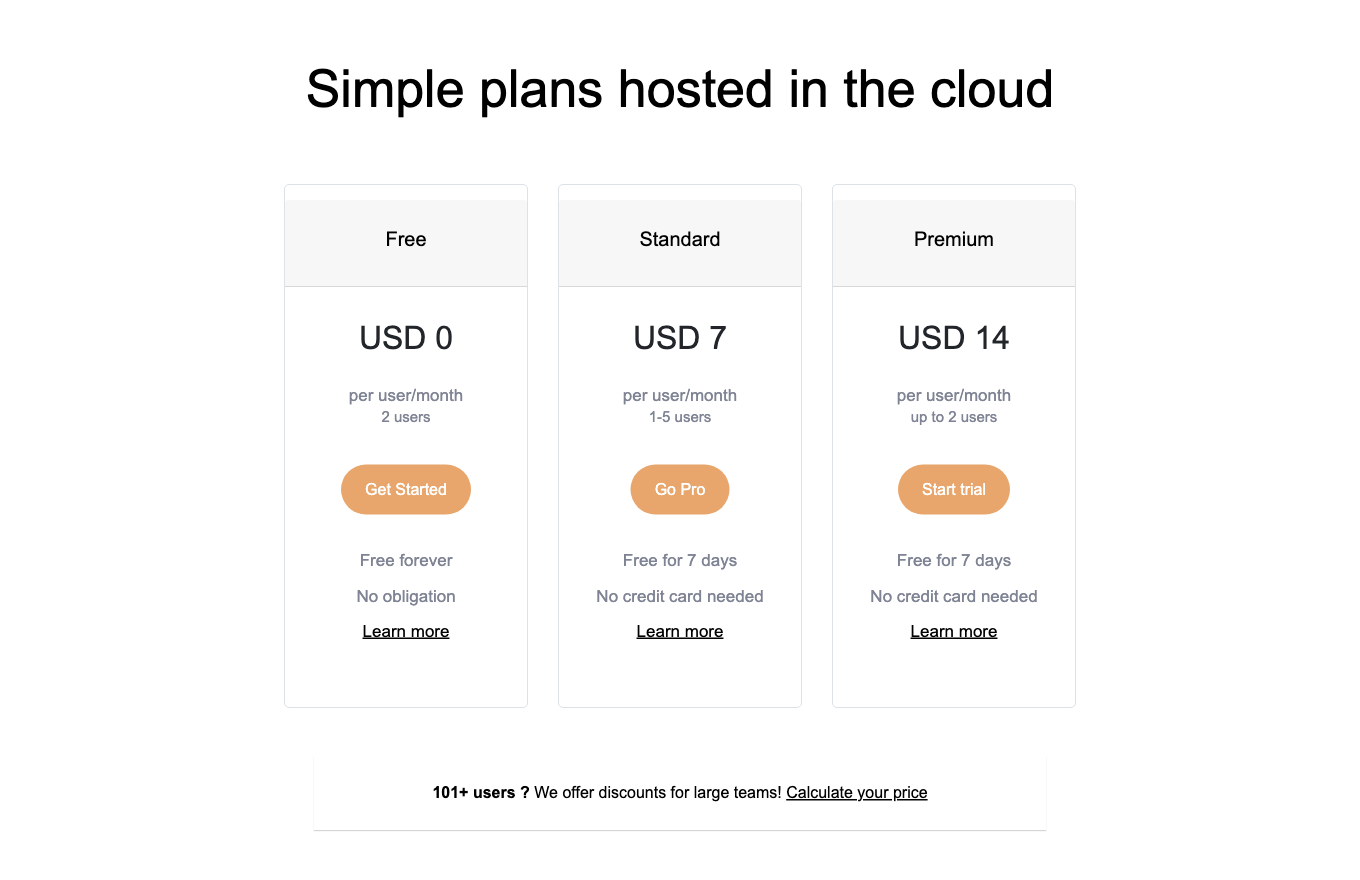 Simple plans hosted in the cloud
Free
USD 0
per user/month
2 users
Get Started
Free forever
No obligation
Learn more
Standard
USD 7
per user/month
1-5 users
Go Pro
Free for 7 days
No credit card needed
Learn more
Premium
USD 14
per user/month
up to 2 users
Start trial
Free for 7 days
No credit card needed
Learn more
101+ users ? We offer discounts for large teams! Calculate your price